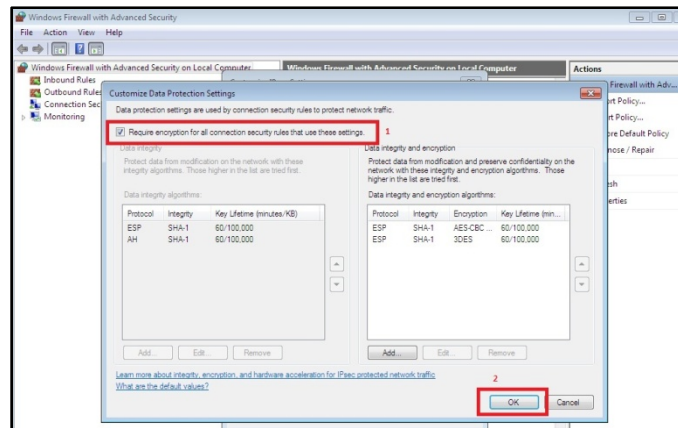 Windows Firewall with Advanced Security
File Action View Help
Windows Firewall with Advanced Security on Local Computer
Windows Firewall with Advanced Security on Local Computer
Actions
Inbound Rules
Outbound Rules
Connection Sec
Monitoring
Firewall with Adv...
rt Policy...
rt Policy...
ore Default Policy
nose / Repair
esh
erties
Customize Data Protection Settings
Data protection settings are used by connection security rules to protect network traffic.
Require encryption for all connection security rules that use these settings.
1
Data integrity
Protect data from modification on the network with these
integrity algorithms. Those higher in the list are tried first.
Data integrity algorithms:
Protocol Integrity Key Lifetime (minutes/KB)
ESP SHA-1 60/100,000
AH SHA-1 60/100,000
Add... Edit... Remove
Data integrity and encryption
Protect data from modification and preserve confidentiality on the
network with these integrity and encryption algorithms. Those
higher in the list are tried first.
Data integrity and encryption algorithms:
Protocol Integrity Encryption Key Lifetime (min...
ESP SHA-1 AES-CBC ... 60/100,000
ESP SHA-1 3DES 60/100,000
Add... Edit... Remove
Learn more about integrity, encryption, and hardware acceleration for IPsec protected network traffic
What are the default values?
2
OK Cancel